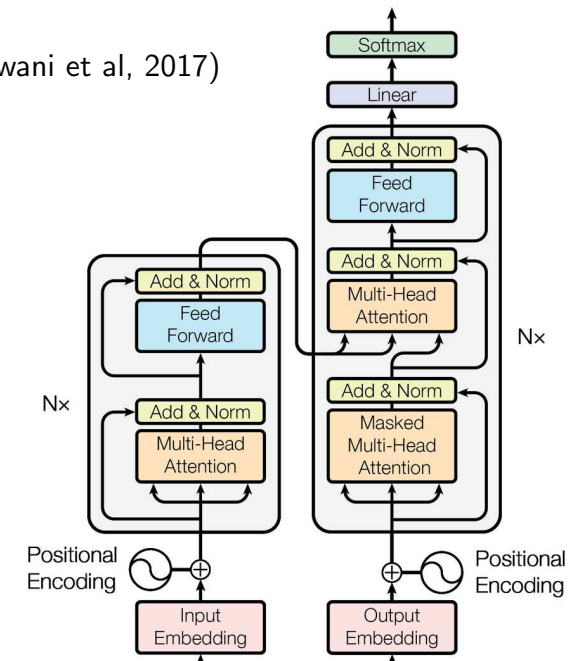 wani et al, 2017)
Softmax
Linear
Add & Norm
Feed
Forward
Add & Norm
Multi-Head
Attention
N×
Add & Norm
Masked
Multi-Head
Attention
Positional
Encoding
Output
Embedding
Add & Norm
Feed
Forward
Nx
Add & Norm
Multi-Head
Attention
Positional
Encoding
Input
Embedding